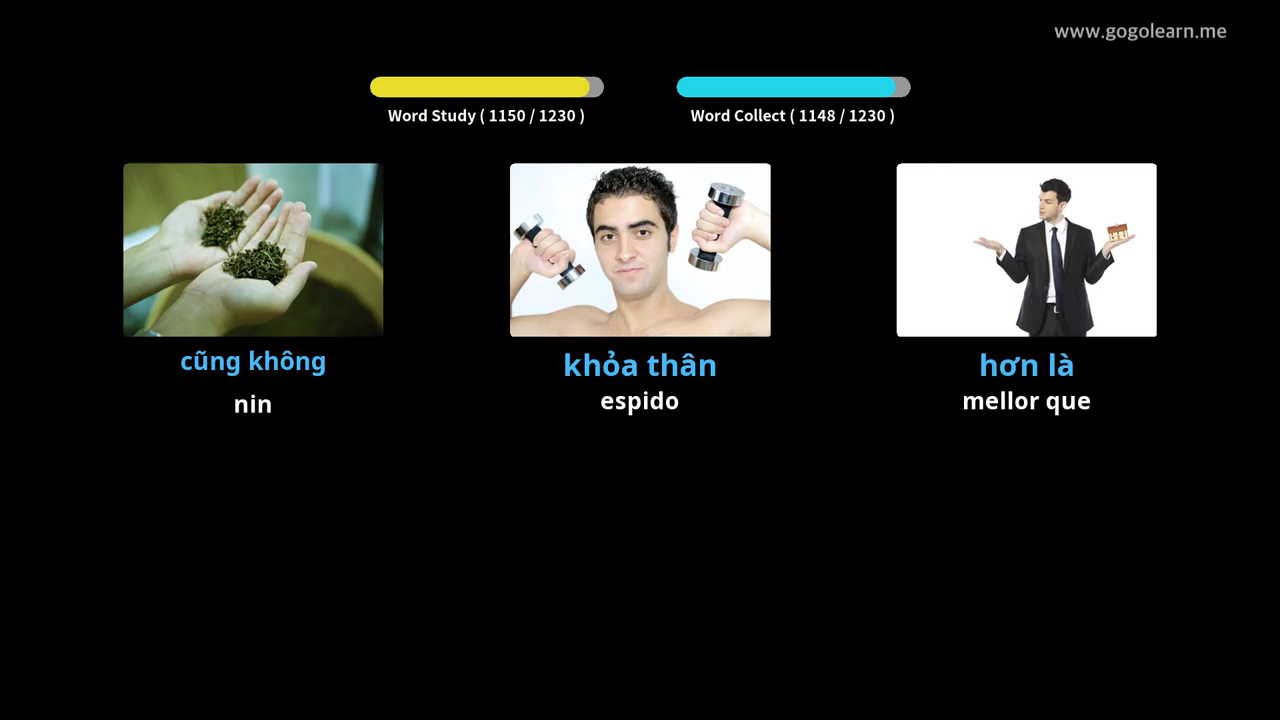 www.gogolearn.me
Word Study ( 1150 / 1230 )
Word Collect ( 1148 / 1230 )
cũng không
nin
khỏa thân
espido
hơn là
mellor que